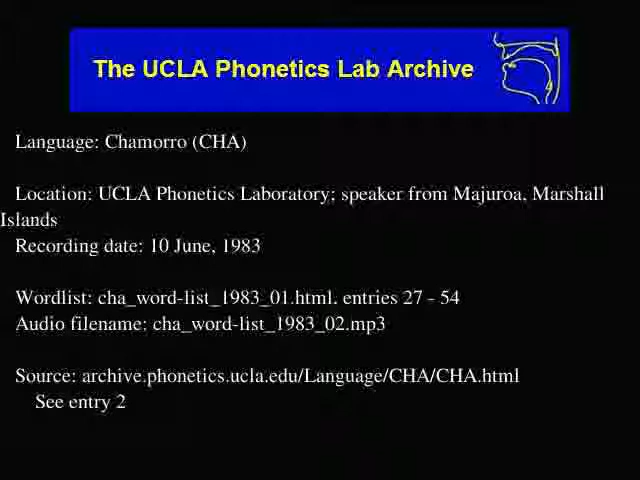 The UCLA Phonetics Lab Archive
Language: Chamorro (CHA)
Location: UCLA Phonetics Laboratory; speaker from Majuroa, Marshall
Islands
Recording date: 10 June, 1983
Wordlist: cha_word-list_1983_01.html. entries 27 - 54
Audio filename: cha_word-list_1983_02.mp3
Source: archive.phonetics.ucla.edu/Language/CHA/CHA.html
See entry 2